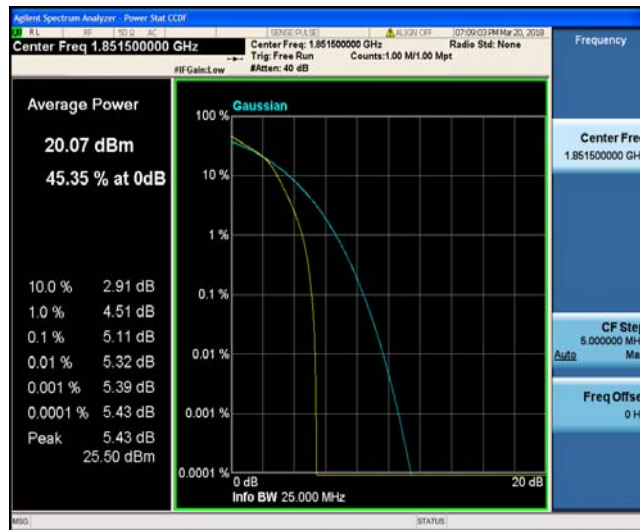 Agilent Spectrum Analyzer - Power Stat CCDF
RL RF 50 Ω AC SENSE:PULSE ALIGN OFF 07:09:03 PM Mar 20, 2018
Center Freq 1.851500000 GHz
Center Freq: 1.851500000 GHz
Radio Std: None
Trig: Free Run
Counts:1.00 M/1.00 Mpt
#IFGain:Low
#Atten: 40 dB
Frequency
Average Power
20.07 dBm
45.35 % at 0dB
10.0 % 2.91 dB
1.0 % 4.51 dB
0.1 % 5.11 dB
0.01 % 5.32 dB
0.001 % 5.39 dB
0.0001 % 5.43 dB
Peak 5.43 dB
25.50 dBm
Gaussian
100 %
10 %
1 %
0.1 %
0.01 %
0.001 %
0.0001 %
0 dB
20 dB
Info BW 25.000 MHz
Center Fre
1.851500000 GH
CF Step
5.000000 MH
Auto Ma
Freq Offse
0 H
MSG
STATUS